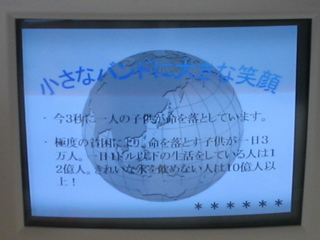 小さなパン料に大きな笑顔
・ 今3秒に一人の子供が命を落としています。
・ 極度の貧困により、命を落とす子供が一日3
万人。一日1ドル以下の生活をしている人は12
億人。きれいな水を飲めない人は10億人以
上！
＊＊＊＊＊＊